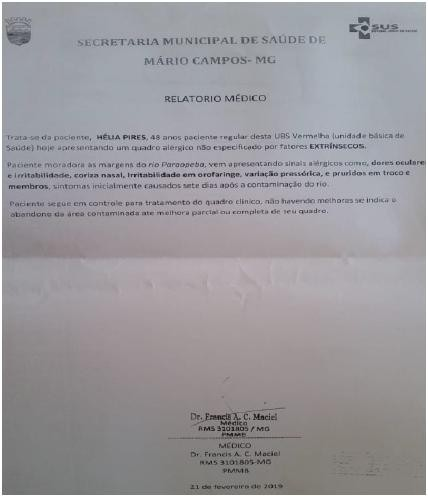 SUS
SECRETARIA MUNICIPAL DE SAÚDE DE
MÁRIO CAMPOS- MG
RELATORIO MÉDICO
Trata-se da paciente, HÉLIA PIRES, 48 anos paciente regular desta UBS Vermelha (unidade básica de
Saúde) hoje apresentando um quadro alérgico não especificado por fatores EXTRÍNSECOS.
Paciente moradora às margens do rio Paraopeba, vem apresentando sinais alérgicos como, dores oculare
e irritabilidade, coriza nasal, Irritabilidade em orofaringe, variação pressórica, e pruridos em troco e
membros, sintomas inicialmente causados sete dias após a contaminação do rio.
Paciente segue em controle para tratamento do quadro clínico, não havendo melhoras se indica o
abandono da área contaminada ate melhora parcial ou completa de seu quadro.
Dr. Francis A. C. Maciel
Médico
RMS 3101805 / MG
PMMB
MÉDICO
Dr. Francis A. C. Maciel
RMS 3101805-MG
PMMB
21 de fevereiro de 2019